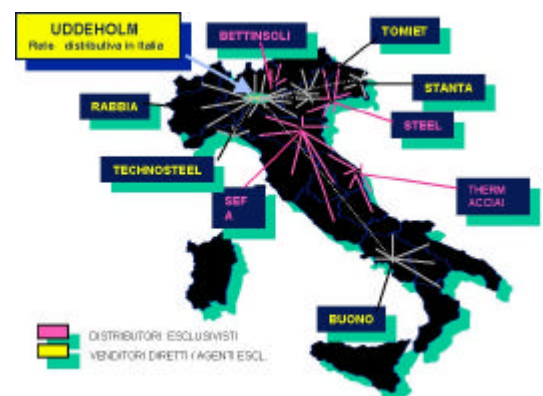 UDDEHOLM
Rete distributiva in Italia
BETTINSOLI
TOMIET
STANTA
RABBIA
STEEL
TECHNOSTEEL
SEF
A
THERM
ACCIAI
BUONO
DISTRIBUTORI ESCLUSIVISTI
VENDITORI DIRETTI / AGENTI ESCL.